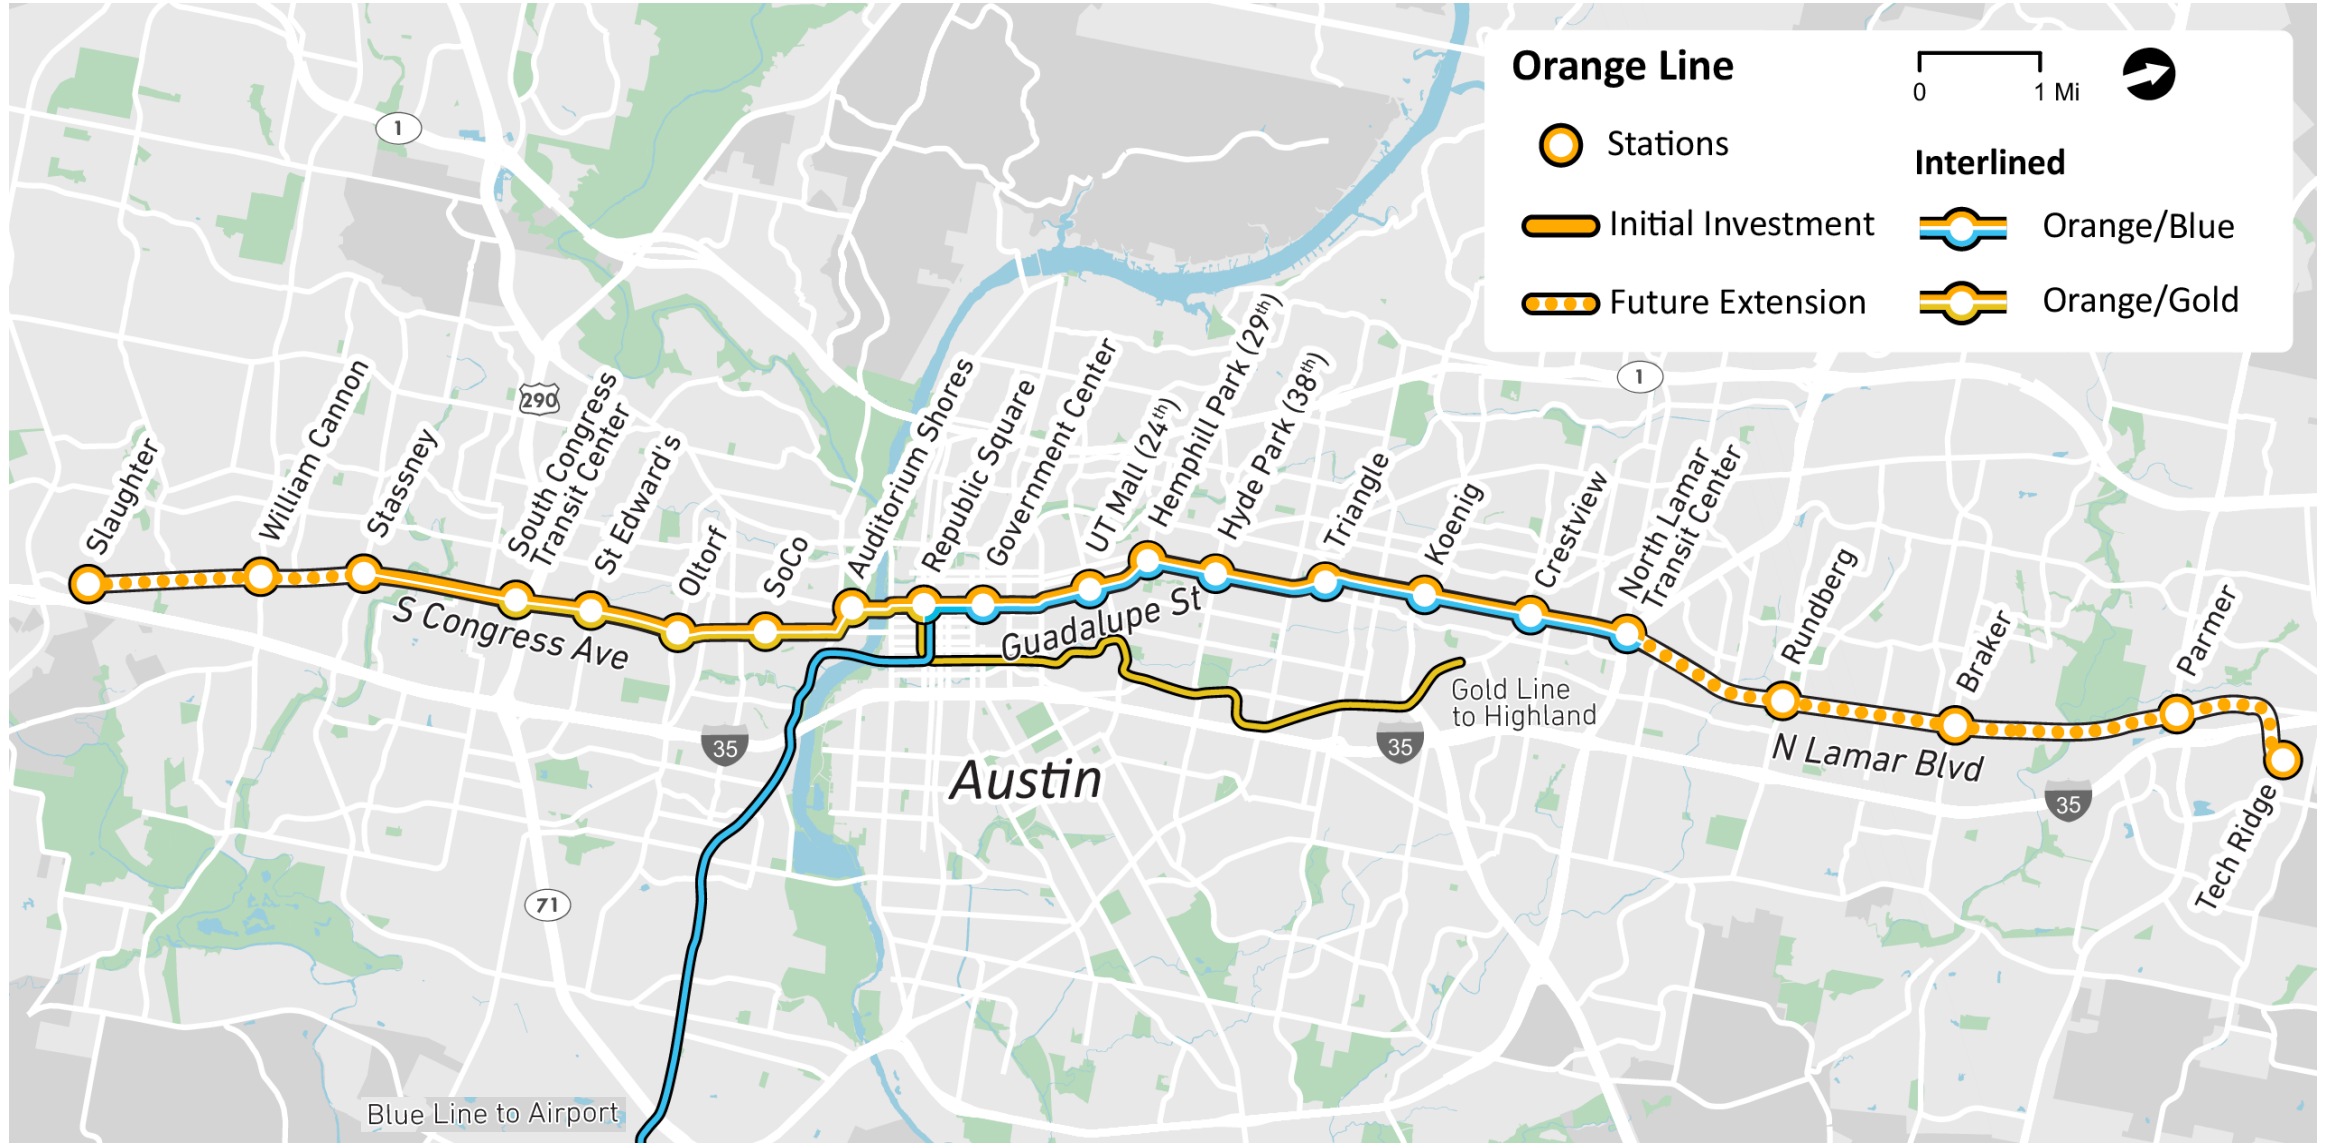 Orange Line
0 1 Mi
Stations
Initial Investment
Future Extension
Interlined
Orange/Blue
Orange/Gold
1
290
1
Slaughter
William Cannon
Stassney
South Congress
Transit Center
St Edward's
Oltorf
SoCo
Auditorium Shores
Republic Square
Government Center
UT Mall (24th)
Hemphill Park (29th)
Hyde Park (38th)
Triangle
Koenig
Crestview
North Lamar
Transit Center
Rundberg
Braker
Parmer
Tech Ridge
S Congress Ave
Guadalupe St
N Lamar Blvd
Gold Line
to Highland
35
35
35
Austin
71
Blue Line to Airport